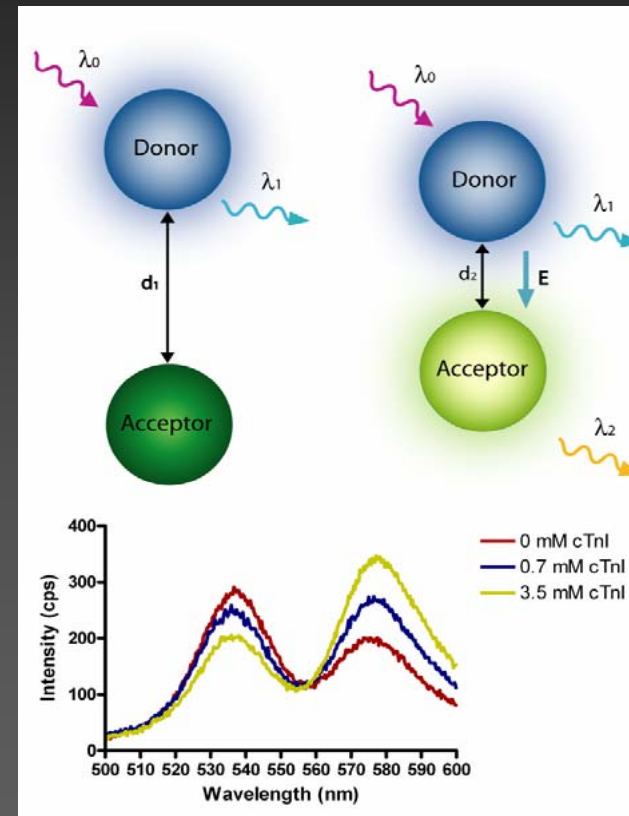 λ₀
Donor
λ₁
d₁
Acceptor
λ₀
Donor
λ₁
d₂
E
Acceptor
λ₂
400
300
200
100
0
Intensity (cps)
500 510 520 530 540 550 560 570 580 590 600
Wavelength (nm)
0 mM cTnI
0.7 mM cTnI
3.5 mM cTnI